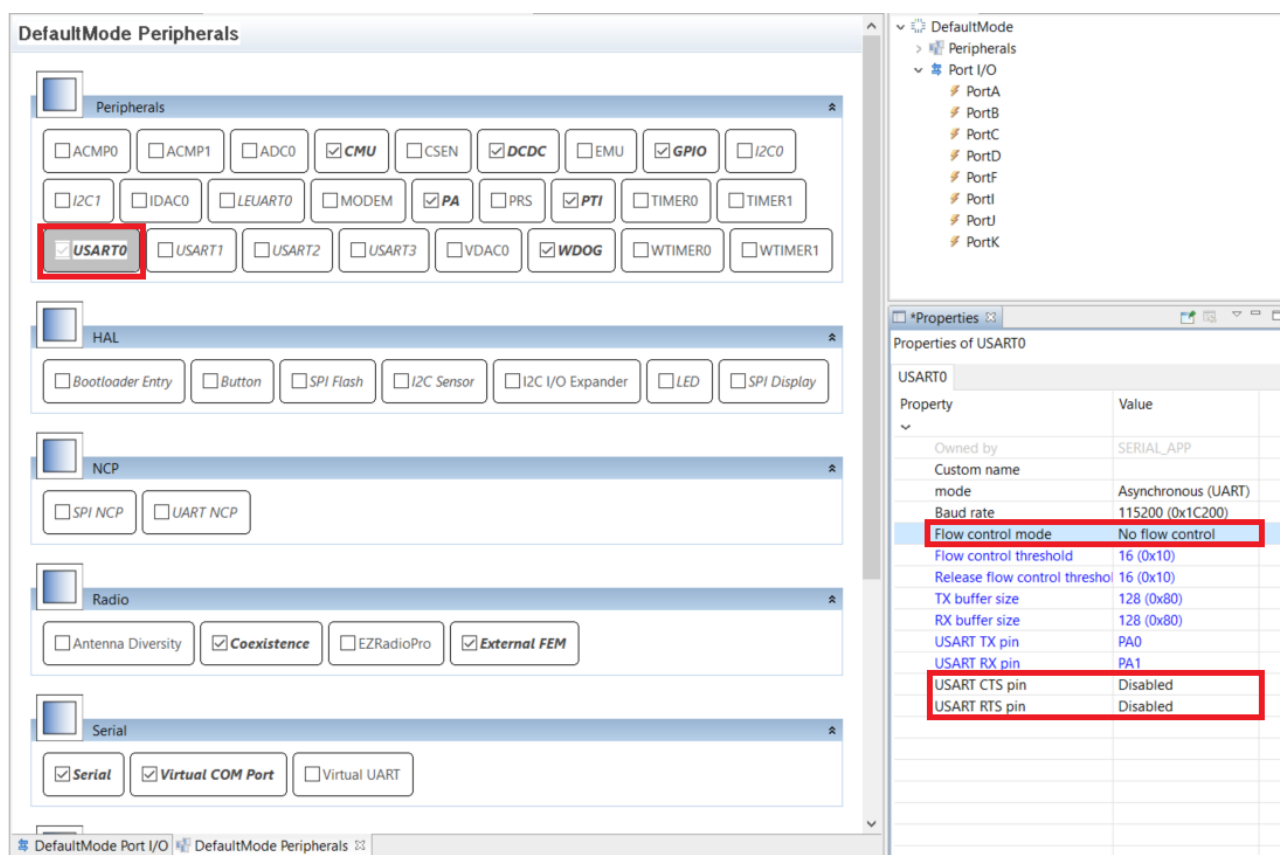 DefaultMode Peripherals
Peripherals
ACMP0 ACMP1 ADC0 CMU CSEN DCDC EMU GPIO I2C0
I2C1 IDAC0 LEUART0 MODEM PA PRS PTI TIMER0 TIMER1
USART0 USART1 USART2 USART3 VDAC0 WDOG WTIMER0 WTIMER1
HAL
Bootloader Entry Button SPI Flash I2C Sensor I2C I/O Expander LED SPI Display
NCP
SPI NCP UART NCP
Radio
Antenna Diversity Coexistence EZRadioPro External FEM
Serial
Serial Virtual COM Port Virtual UART
DefaultMode Port I/O DefaultMode Peripherals
DefaultMode
Peripherals
Port I/O
PortA
PortB
PortC
PortD
PortF
PortI
PortJ
PortK
*Properties
Properties of USART0
USART0
Property Value
Owned by SERIAL_APP
Custom name
mode Asynchronous (UART)
Baud rate 115200 (0x1C200)
Flow control mode No flow control
Flow control threshold 16 (0x10)
Release flow control threshol 16 (0x10)
TX buffer size 128 (0x80)
RX buffer size 128 (0x80)
USART TX pin PA0
USART RX pin PA1
USART CTS pin Disabled
USART RTS pin Disabled